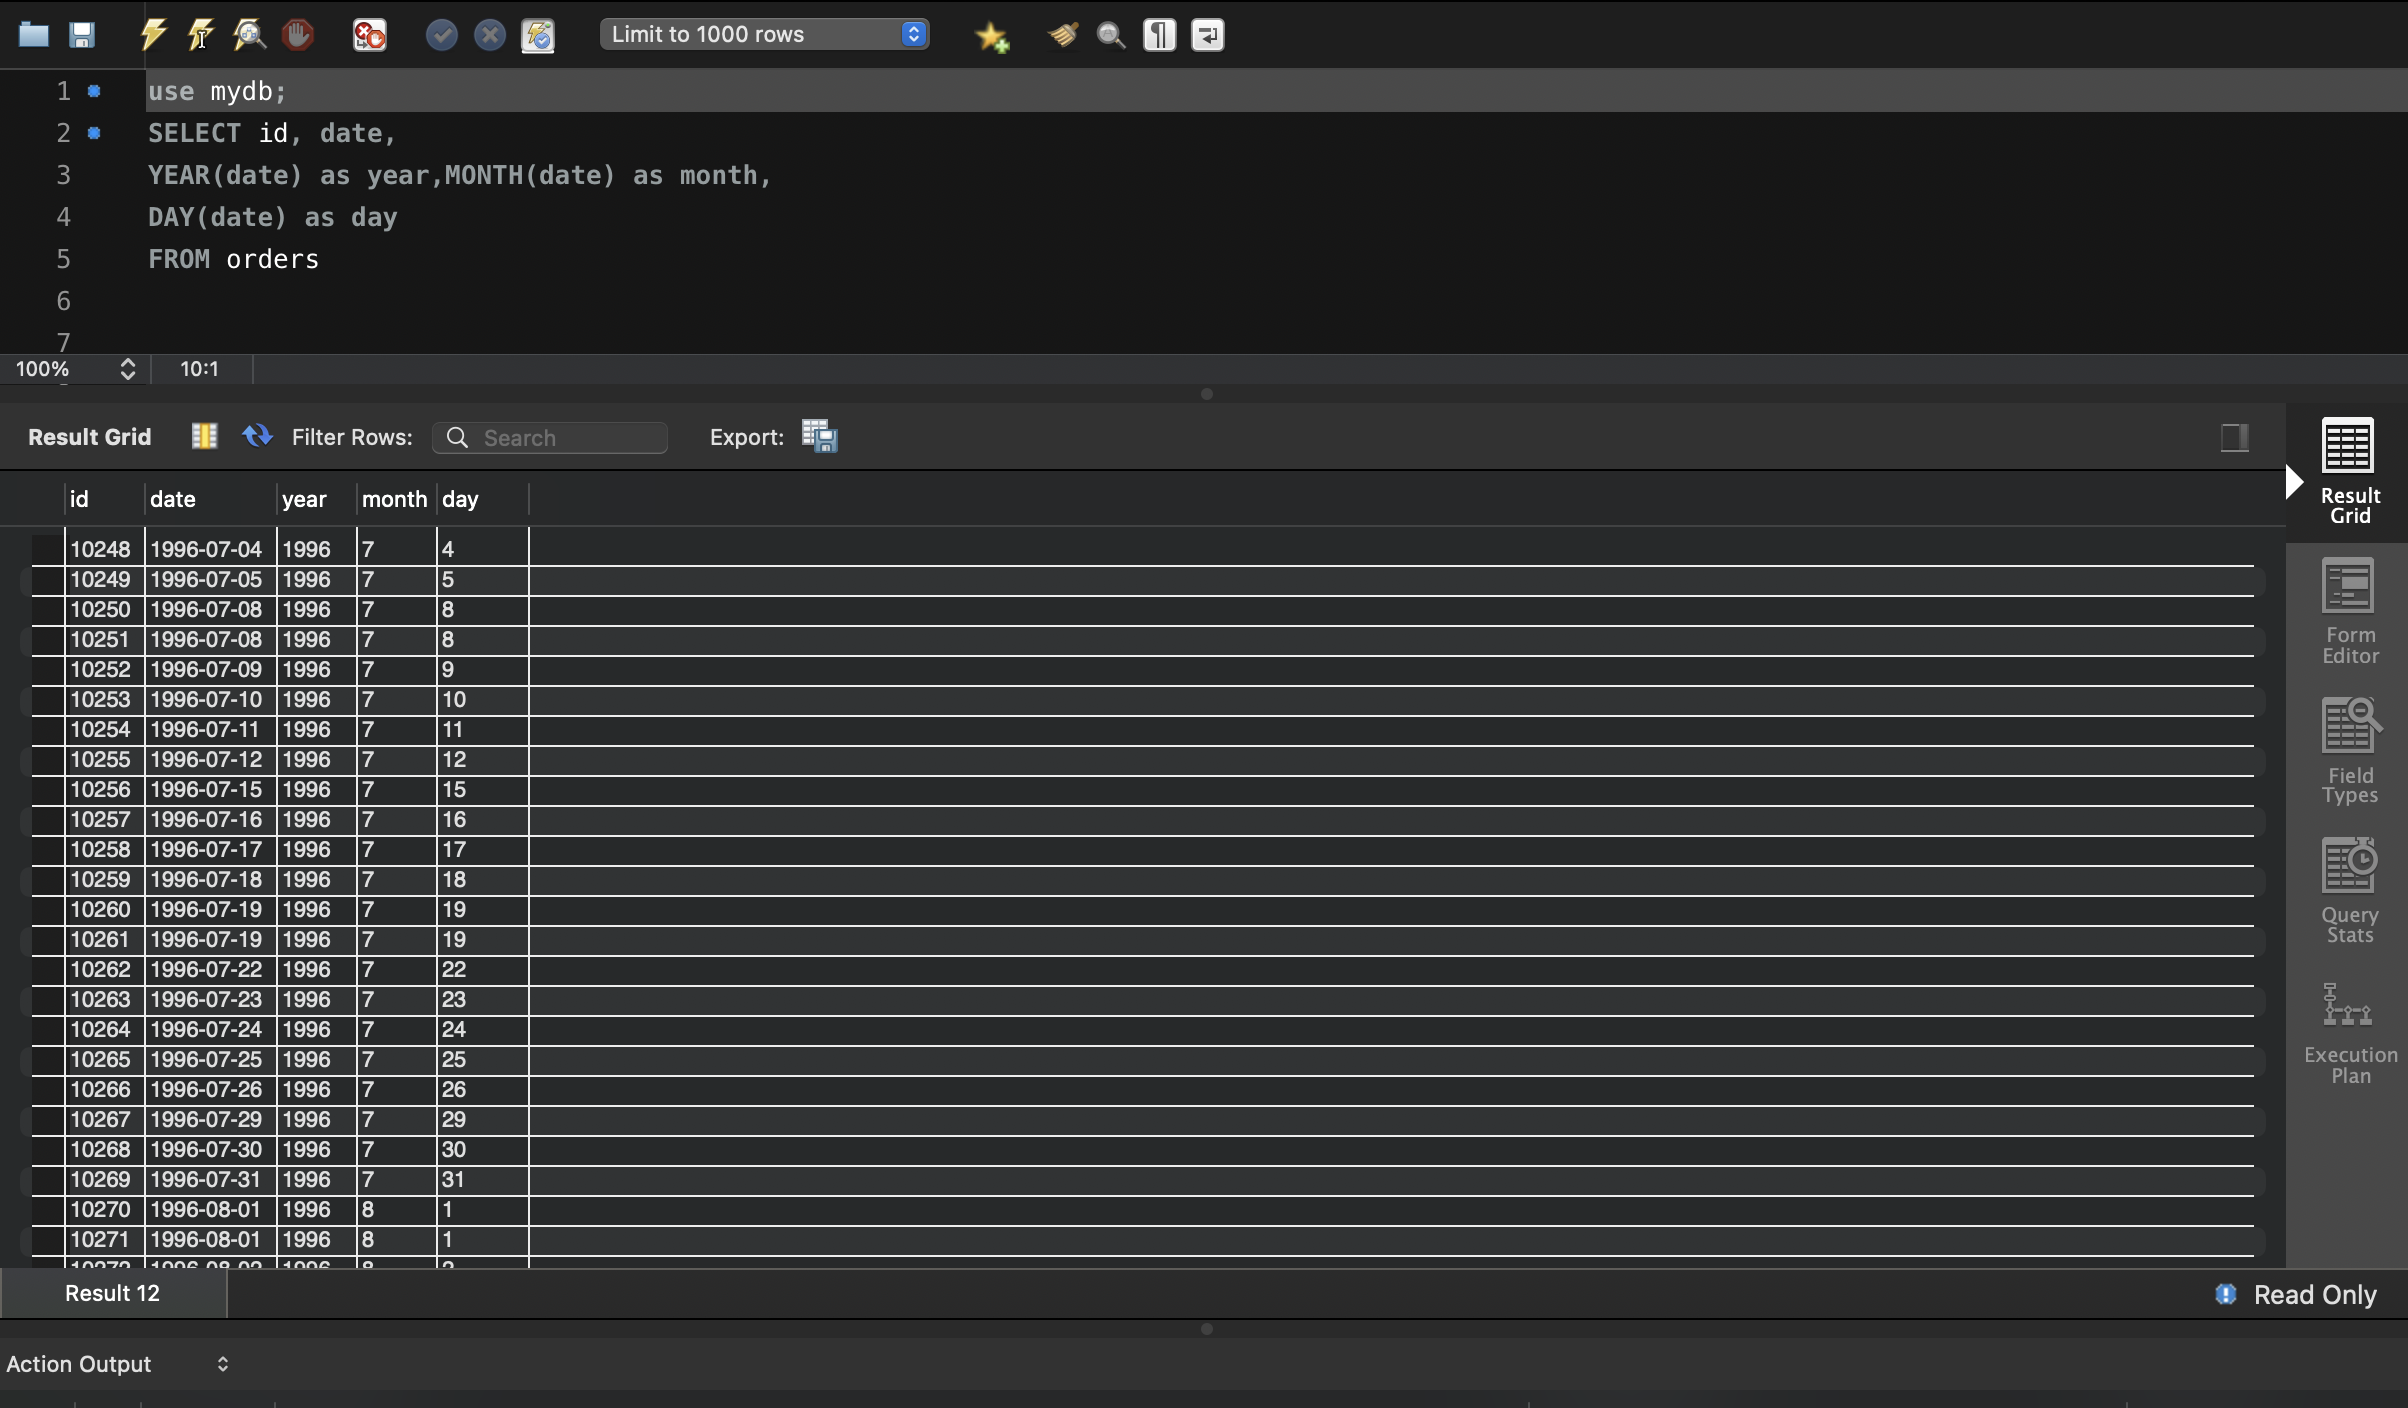 Limit to 1000 rows
1 use mydb;
2 SELECT id, date,
3 YEAR(date) as year,MONTH(date) as month,
4 DAY(date) as day
5 FROM orders
6
7
100% 10:1
Result Grid Filter Rows: Search Export:
id date year month day
10248 1996-07-04 1996 7 4
10249 1996-07-05 1996 7 5
10250 1996-07-08 1996 7 8
10251 1996-07-08 1996 7 8
10252 1996-07-09 1996 7 9
10253 1996-07-10 1996 7 10
10254 1996-07-11 1996 7 11
10255 1996-07-12 1996 7 12
10256 1996-07-15 1996 7 15
10257 1996-07-16 1996 7 16
10258 1996-07-17 1996 7 17
10259 1996-07-18 1996 7 18
10260 1996-07-19 1996 7 19
10261 1996-07-19 1996 7 19
10262 1996-07-22 1996 7 22
10263 1996-07-23 1996 7 23
10264 1996-07-24 1996 7 24
10265 1996-07-25 1996 7 25
10266 1996-07-26 1996 7 26
10267 1996-07-29 1996 7 29
10268 1996-07-30 1996 7 30
10269 1996-07-31 1996 7 31
10270 1996-08-01 1996 8 1
10271 1996-08-01 1996 8 1
Result
Grid
Form
Editor
Field
Types
Query
Stats
Execution
Plan
Result 12
Read Only
Action Output